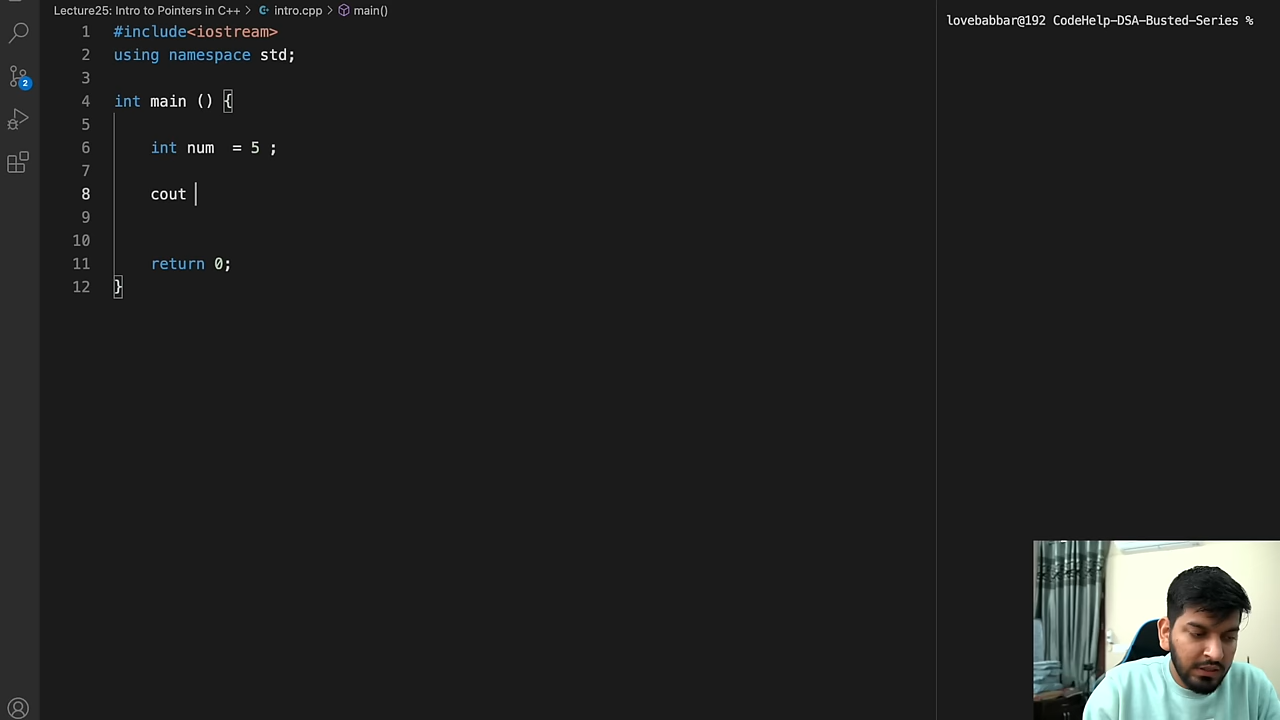 Lecture25: Intro to Pointers in C++ > intro.cpp > main()
lovebabbar@192 CodeHelp-DSA-Busted-Series %
1 #include<iostream>
2 using namespace std;
3
4 int main () {
5
6 int num  = 5 ;
7
8 cout
9
10
11 return 0;
12 }
2